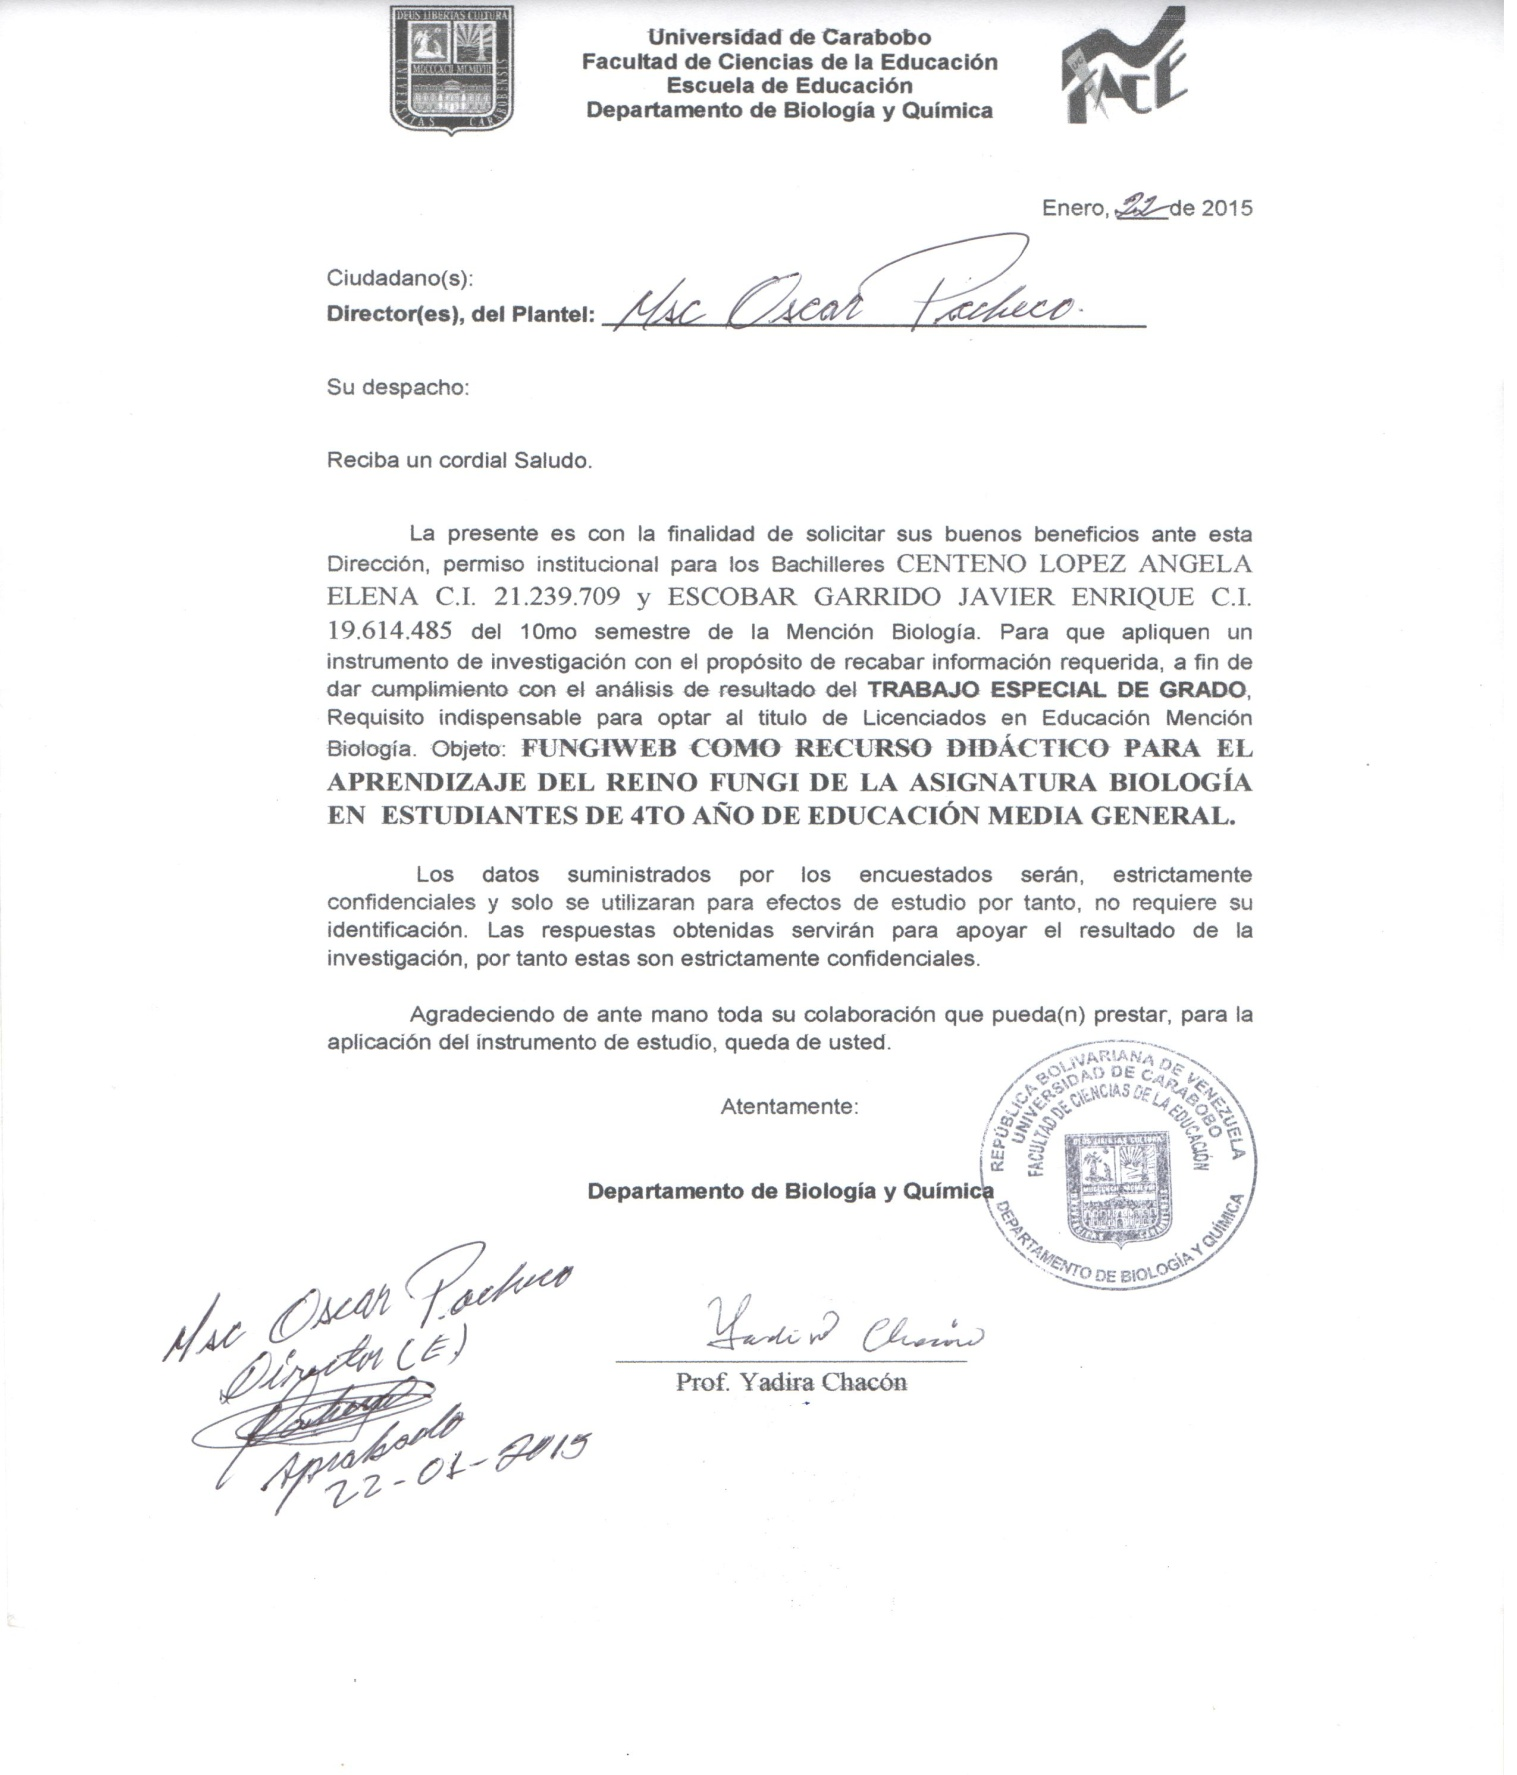 DEUS LIBERTAS CULTURA
Universidad de Carabobo
Facultad de Ciencias de la Educación
Escuela de Educación
Departamento de Biología y Química
UC
FACE
Enero, 22 de 2015
Ciudadano(s):
Director(es), del Plantel: Msc Oscar Pacheco.
Su despacho:
Reciba un cordial Saludo.
La presente es con la finalidad de solicitar sus buenos beneficios ante esta
Dirección, permiso institucional para los Bachilleres CENTENO LOPEZ ANGELA
ELENA C.I. 21.239.709 y ESCOBAR GARRIDO JAVIER ENRIQUE C.I.
19.614.485 del 10mo semestre de la Mención Biología. Para que apliquen un
instrumento de investigación con el propósito de recabar información requerida, a fin de
dar cumplimiento con el análisis de resultado del TRABAJO ESPECIAL DE GRADO,
Requisito indispensable para optar al titulo de Licenciados en Educación Mención
Biología. Objeto: FUNGIWEB COMO RECURSO DIDÁCTICO PARA EL
APRENDIZAJE DEL REINO FUNGI DE LA ASIGNATURA BIOLOGÍA
EN ESTUDIANTES DE 4TO AÑO DE EDUCACIÓN MEDIA GENERAL.
Los datos suministrados por los encuestados serán, estrictamente
confidenciales y solo se utilizaran para efectos de estudio por tanto, no requiere su
identificación. Las respuestas obtenidas servirán para apoyar el resultado de la
investigación, por tanto estas son estrictamente confidenciales.
Agradeciendo de ante mano toda su colaboración que pueda(n) prestar, para la
aplicación del instrumento de estudio, queda de usted.
Atentamente:
REPÚBLICA BOLIVARIANA DE VENEZUELA
UNIVERSIDAD DE CARABOBO
FACULTAD DE CIENCIAS DE LA EDUCACIÓN
DEPARTAMENTO DE BIOLOGÍA Y QUÍMICA
Departamento de Biología y Química
Msc Oscar Pacheco
Director (E)
Aprobado
22-01-2015
Yadira Chacón
Prof. Yadira Chacón